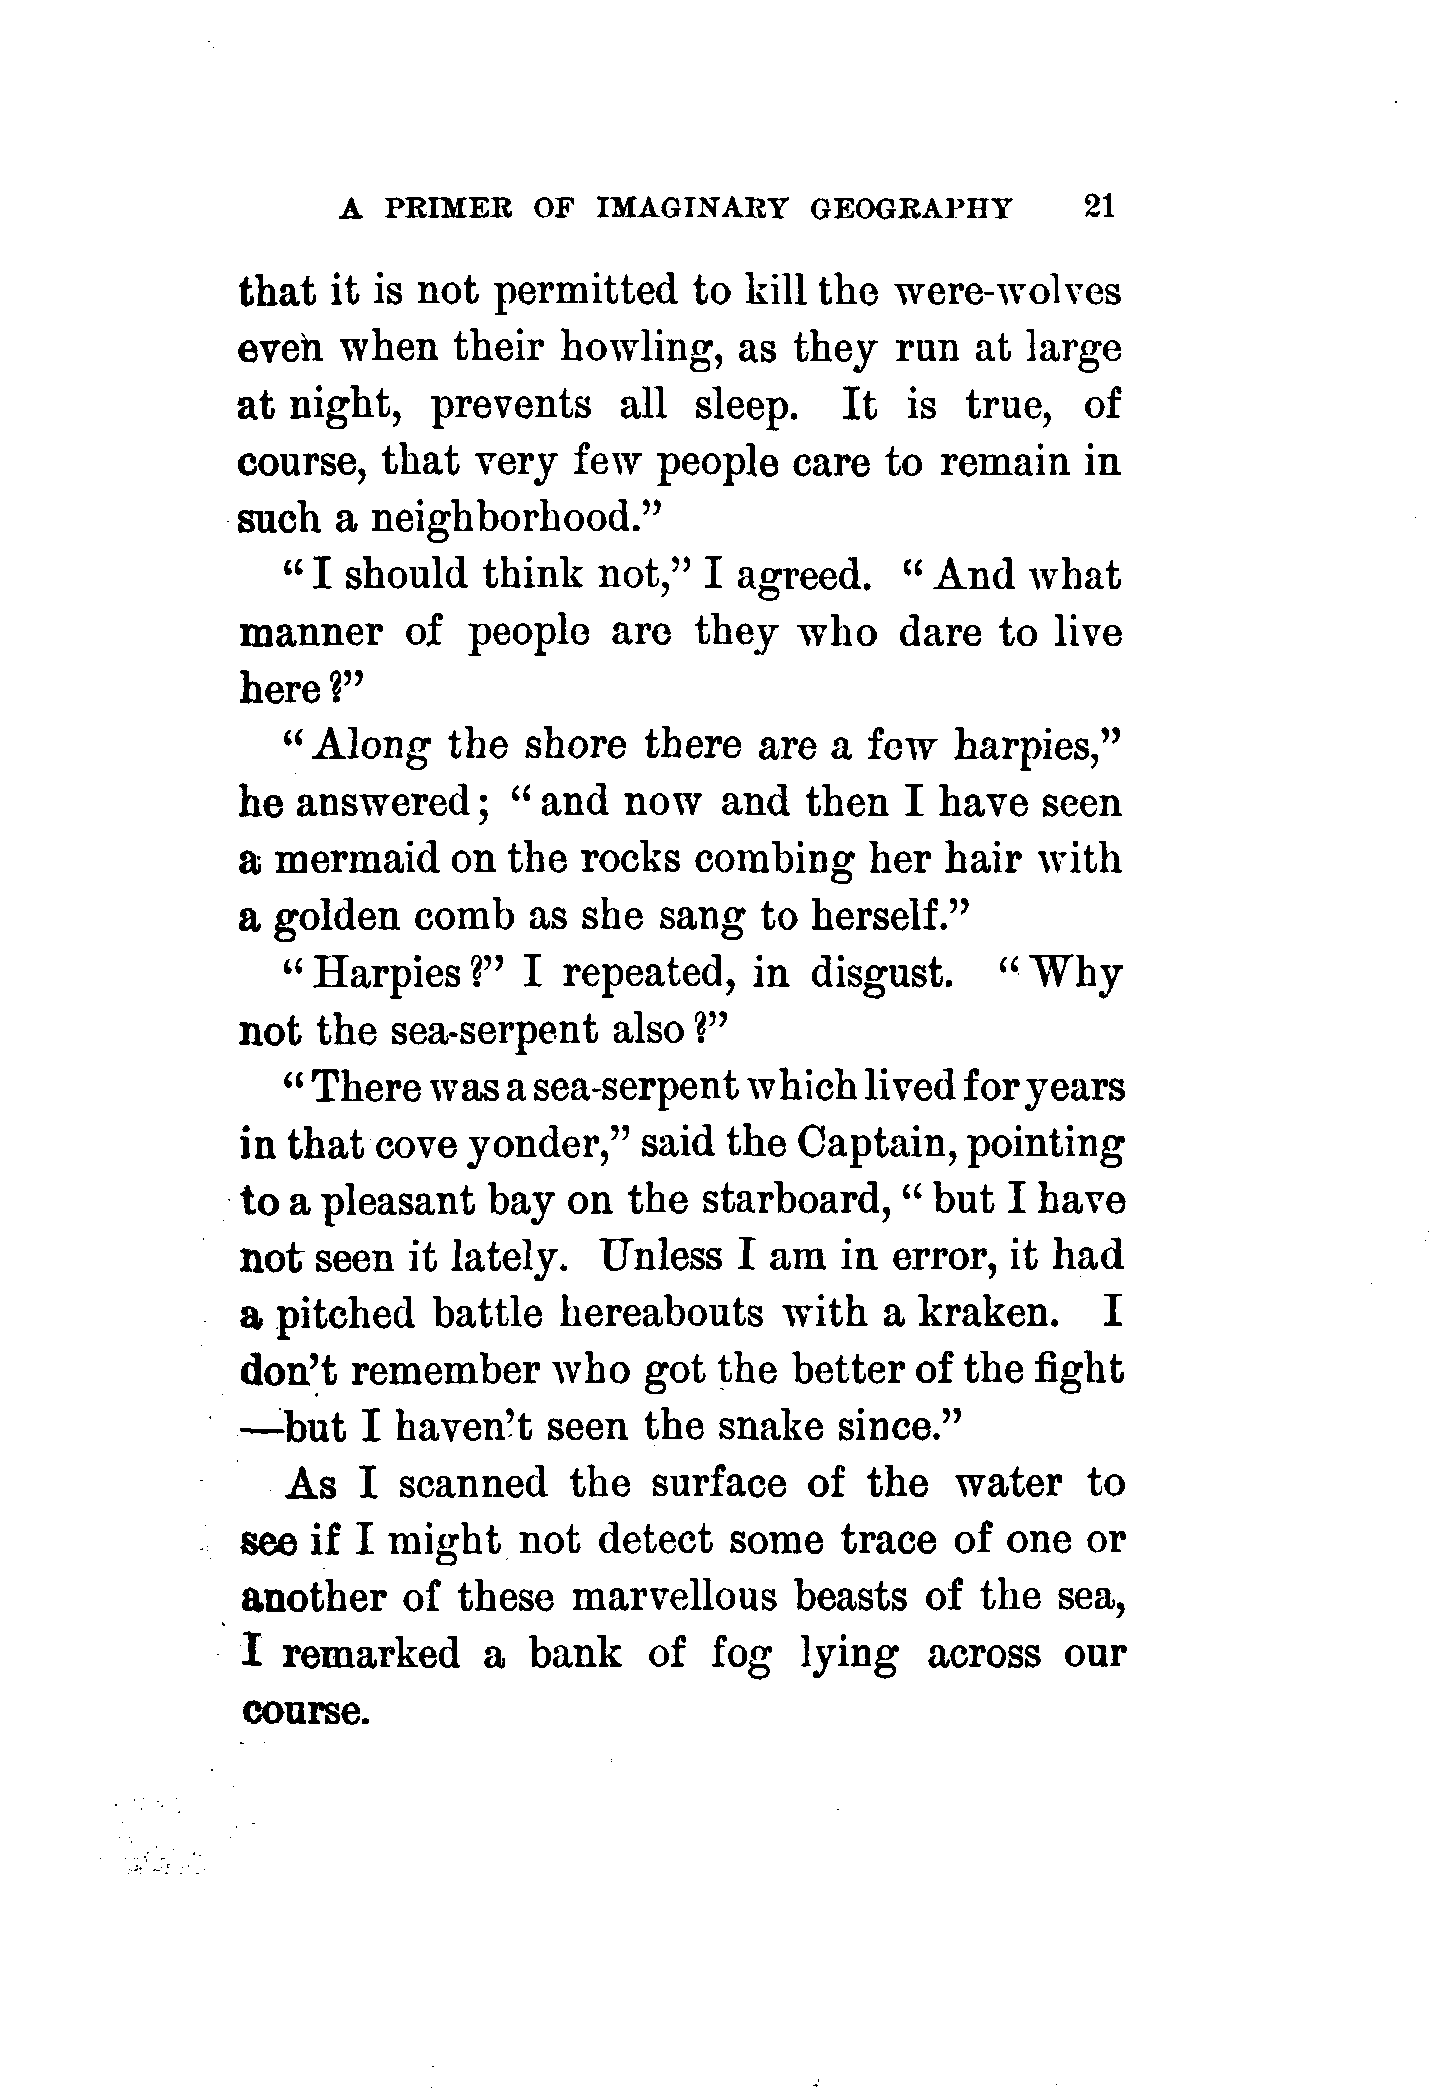 A PRIMER OF IMAGINARY GEOGRAPHY 21
that it is not permitted to kill the were-wolves
even when their howling, as they run at large
at night, prevents all sleep. It is true, of
course, that very few people care to remain in
such a neighborhood.”
“I should think not,” I agreed. “And what
manner of people are they who dare to live
here?”
“Along the shore there are a few harpies,”
he answered; “and now and then I have seen
a mermaid on the rocks combing her hair with
a golden comb as she sang to herself.”
“Harpies?” I repeated, in disgust. “Why
not the sea-serpent also?”
“There was a sea-serpent which lived for years
in that cove yonder,” said the Captain, pointing
to a pleasant bay on the starboard, “but I have
not seen it lately. Unless I am in error, it had
a pitched battle hereabouts with a kraken. I
don’t remember who got the better of the fight
—but I haven’t seen the snake since.”
As I scanned the surface of the water to
see if I might not detect some trace of one or
another of these marvellous beasts of the sea,
I remarked a bank of fog lying across our
course.